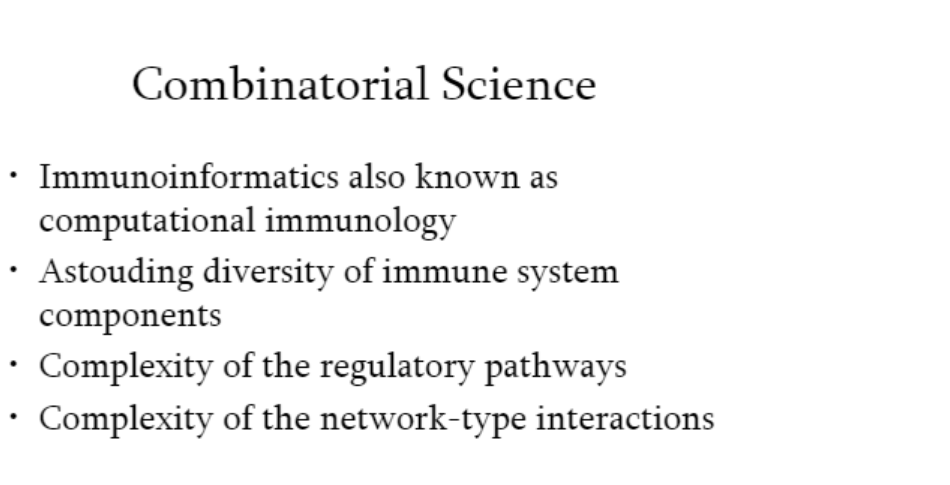 Combinatorial Science
• Immunoinformatics also known as
computational immunology
• Astouding diversity of immune system
components
• Complexity of the regulatory pathways
• Complexity of the network-type interactions